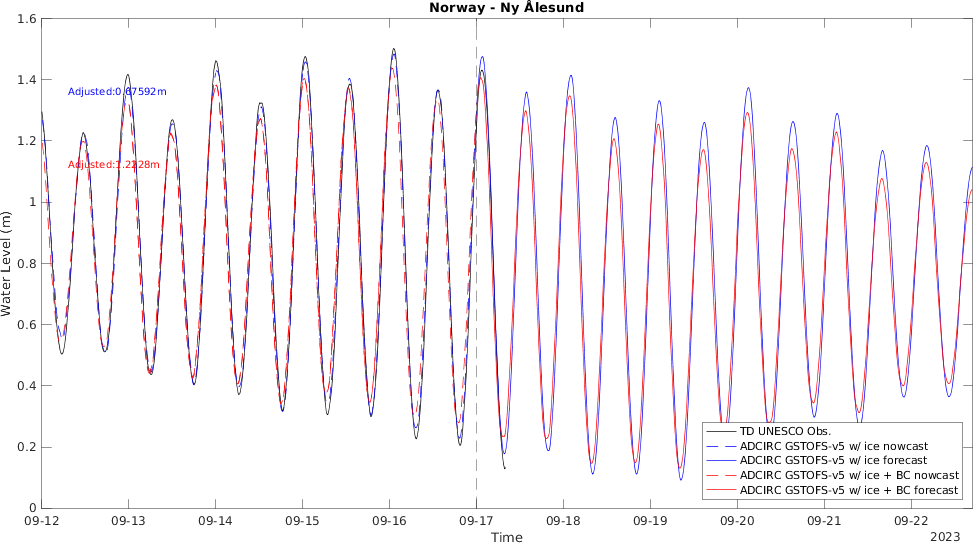 Norway - Ny Ålesund
1.6
1.4
1.2
1
0.8
0.6
0.4
0.2
0
Water Level (m)
Adjusted:0.67592m
Adjusted:1.2228m
TD UNESCO Obs.
ADCIRC GSTOFS-v5 w/ ice nowcast
ADCIRC GSTOFS-v5 w/ ice forecast
ADCIRC GSTOFS-v5 w/ ice + BC nowcast
ADCIRC GSTOFS-v5 w/ ice + BC forecast
09-12 09-13 09-14 09-15 09-16 09-17 09-18 09-19 09-20 09-21 09-22
Time
2023